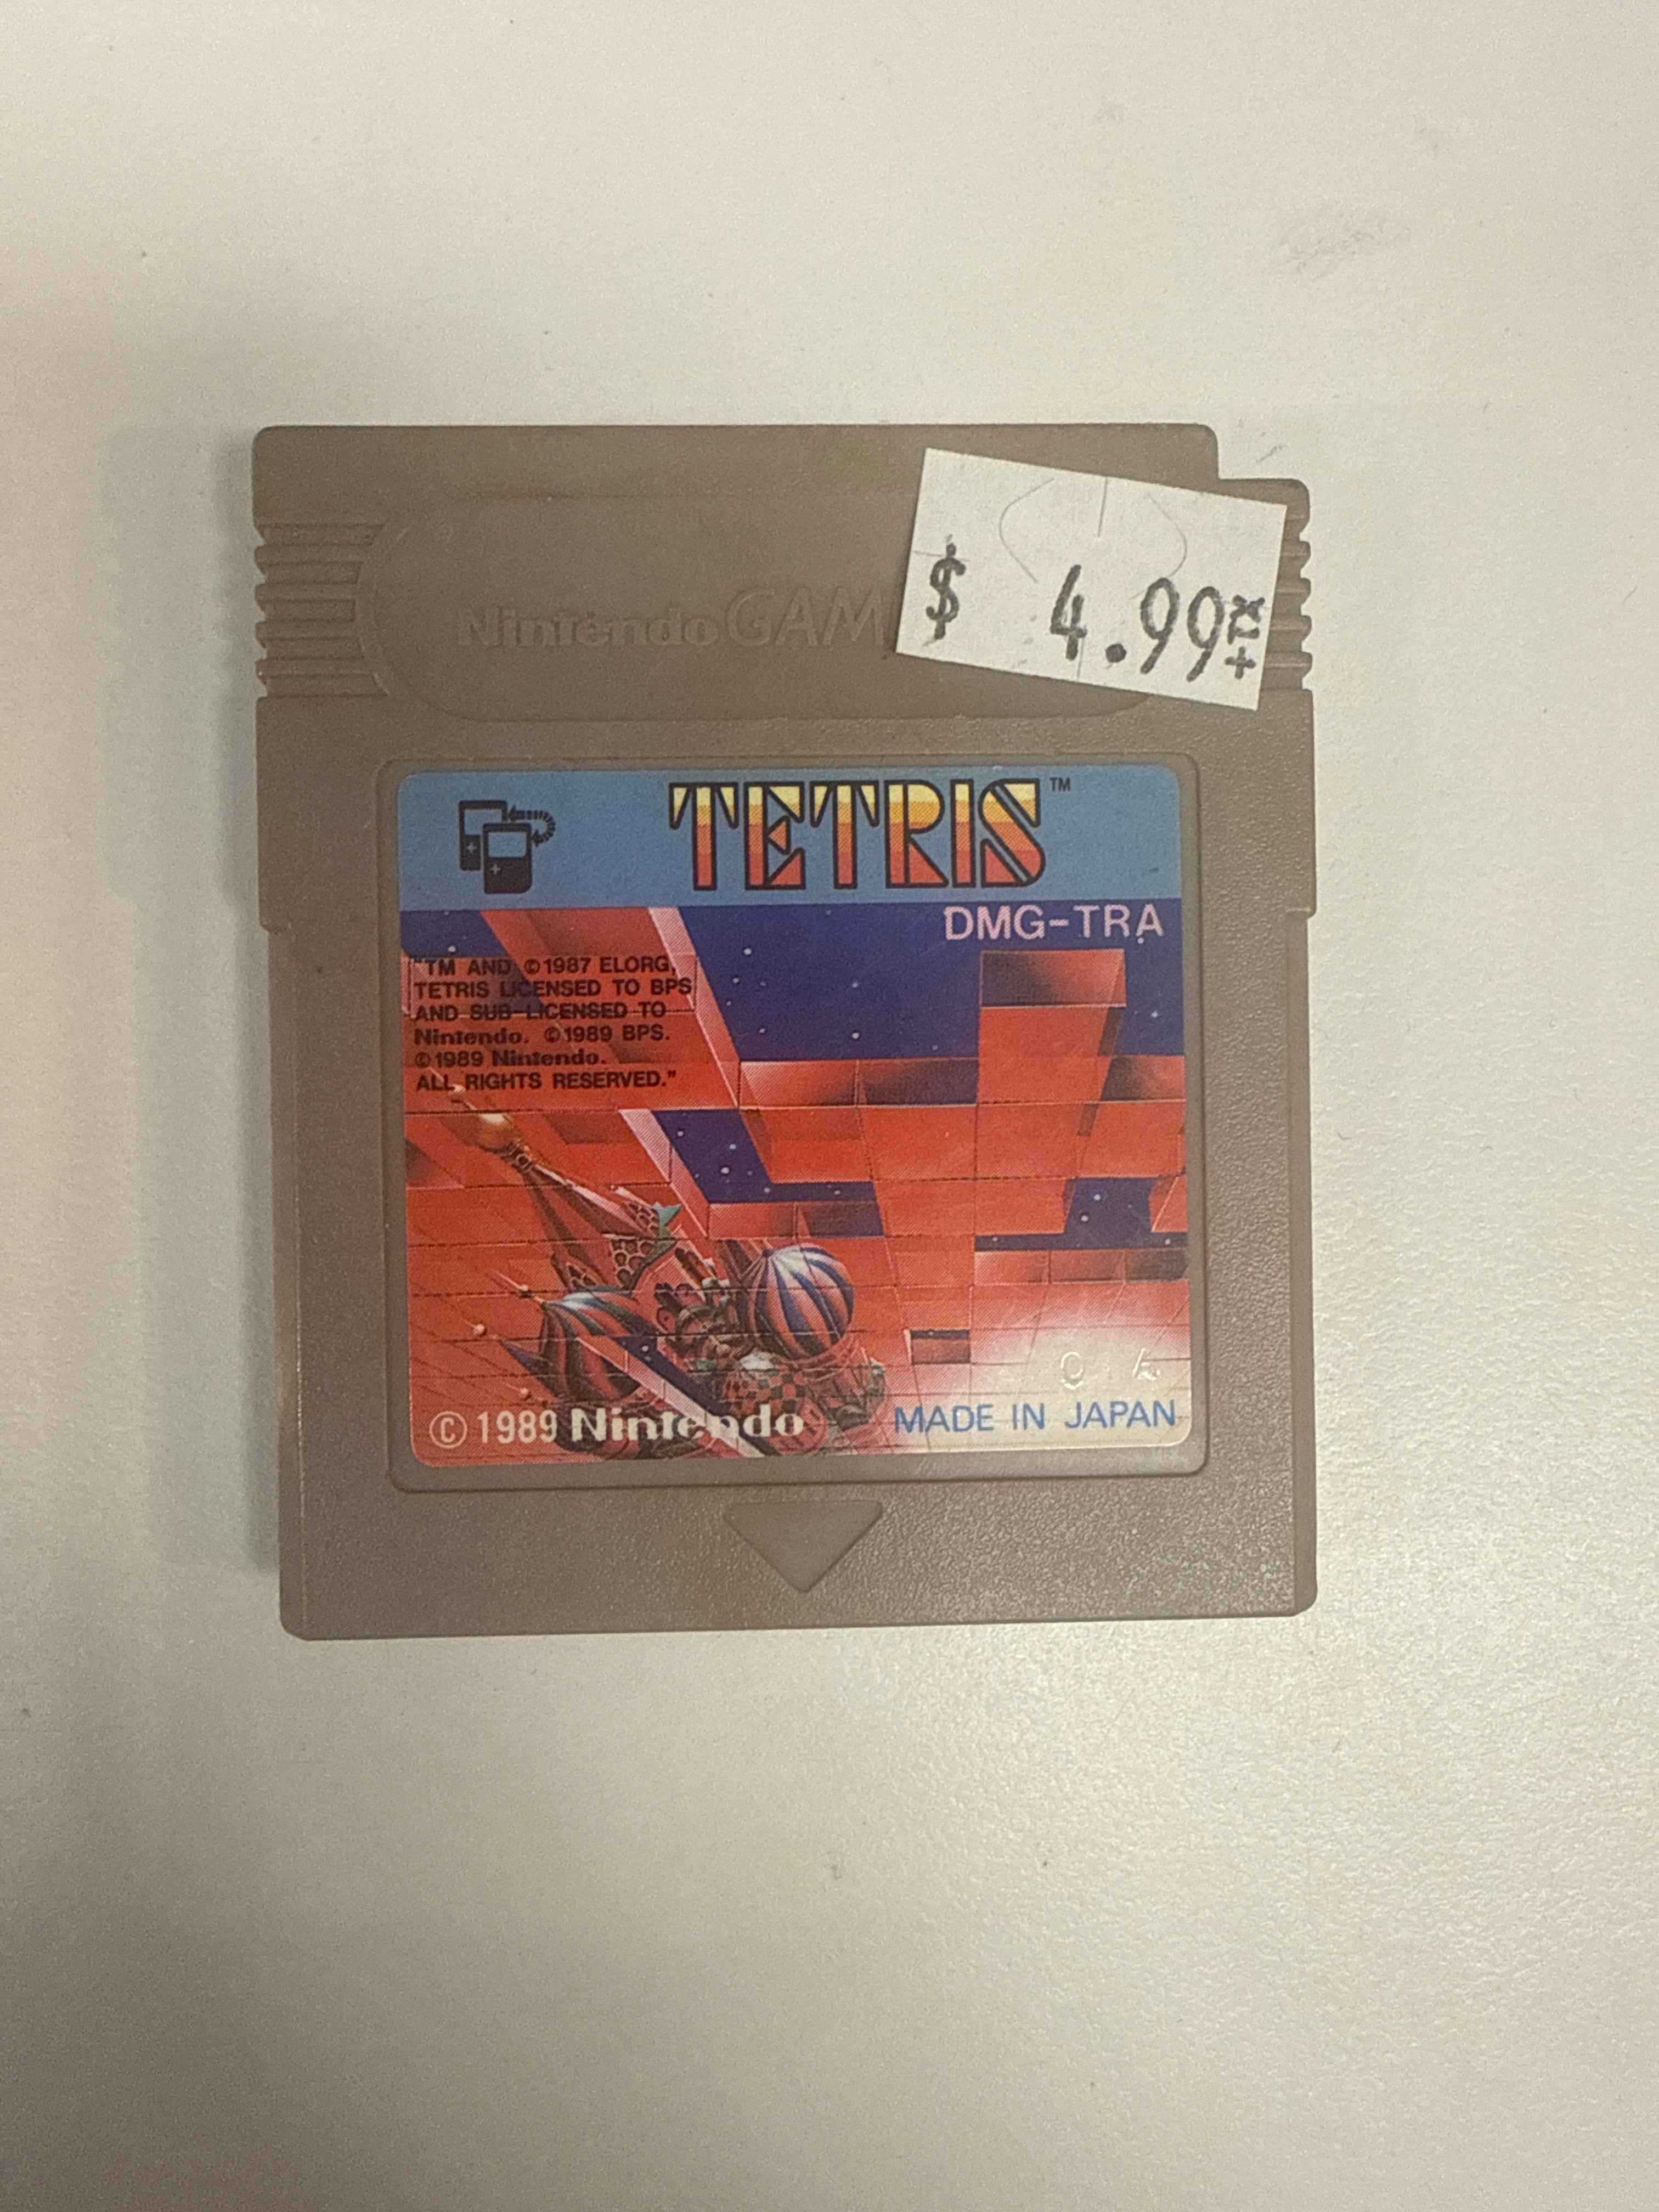 Nintendo GAM
$ 4.99 +TX
TETRIS™
DMG-TRA
"TM AND ©1987 ELORG,
TETRIS LICENSED TO BPS
AND SUB-LICENSED TO
Nintendo. ©1989 BPS.
©1989 Nintendo.
ALL RIGHTS RESERVED."
© 1989 Nintendo
MADE IN JAPAN